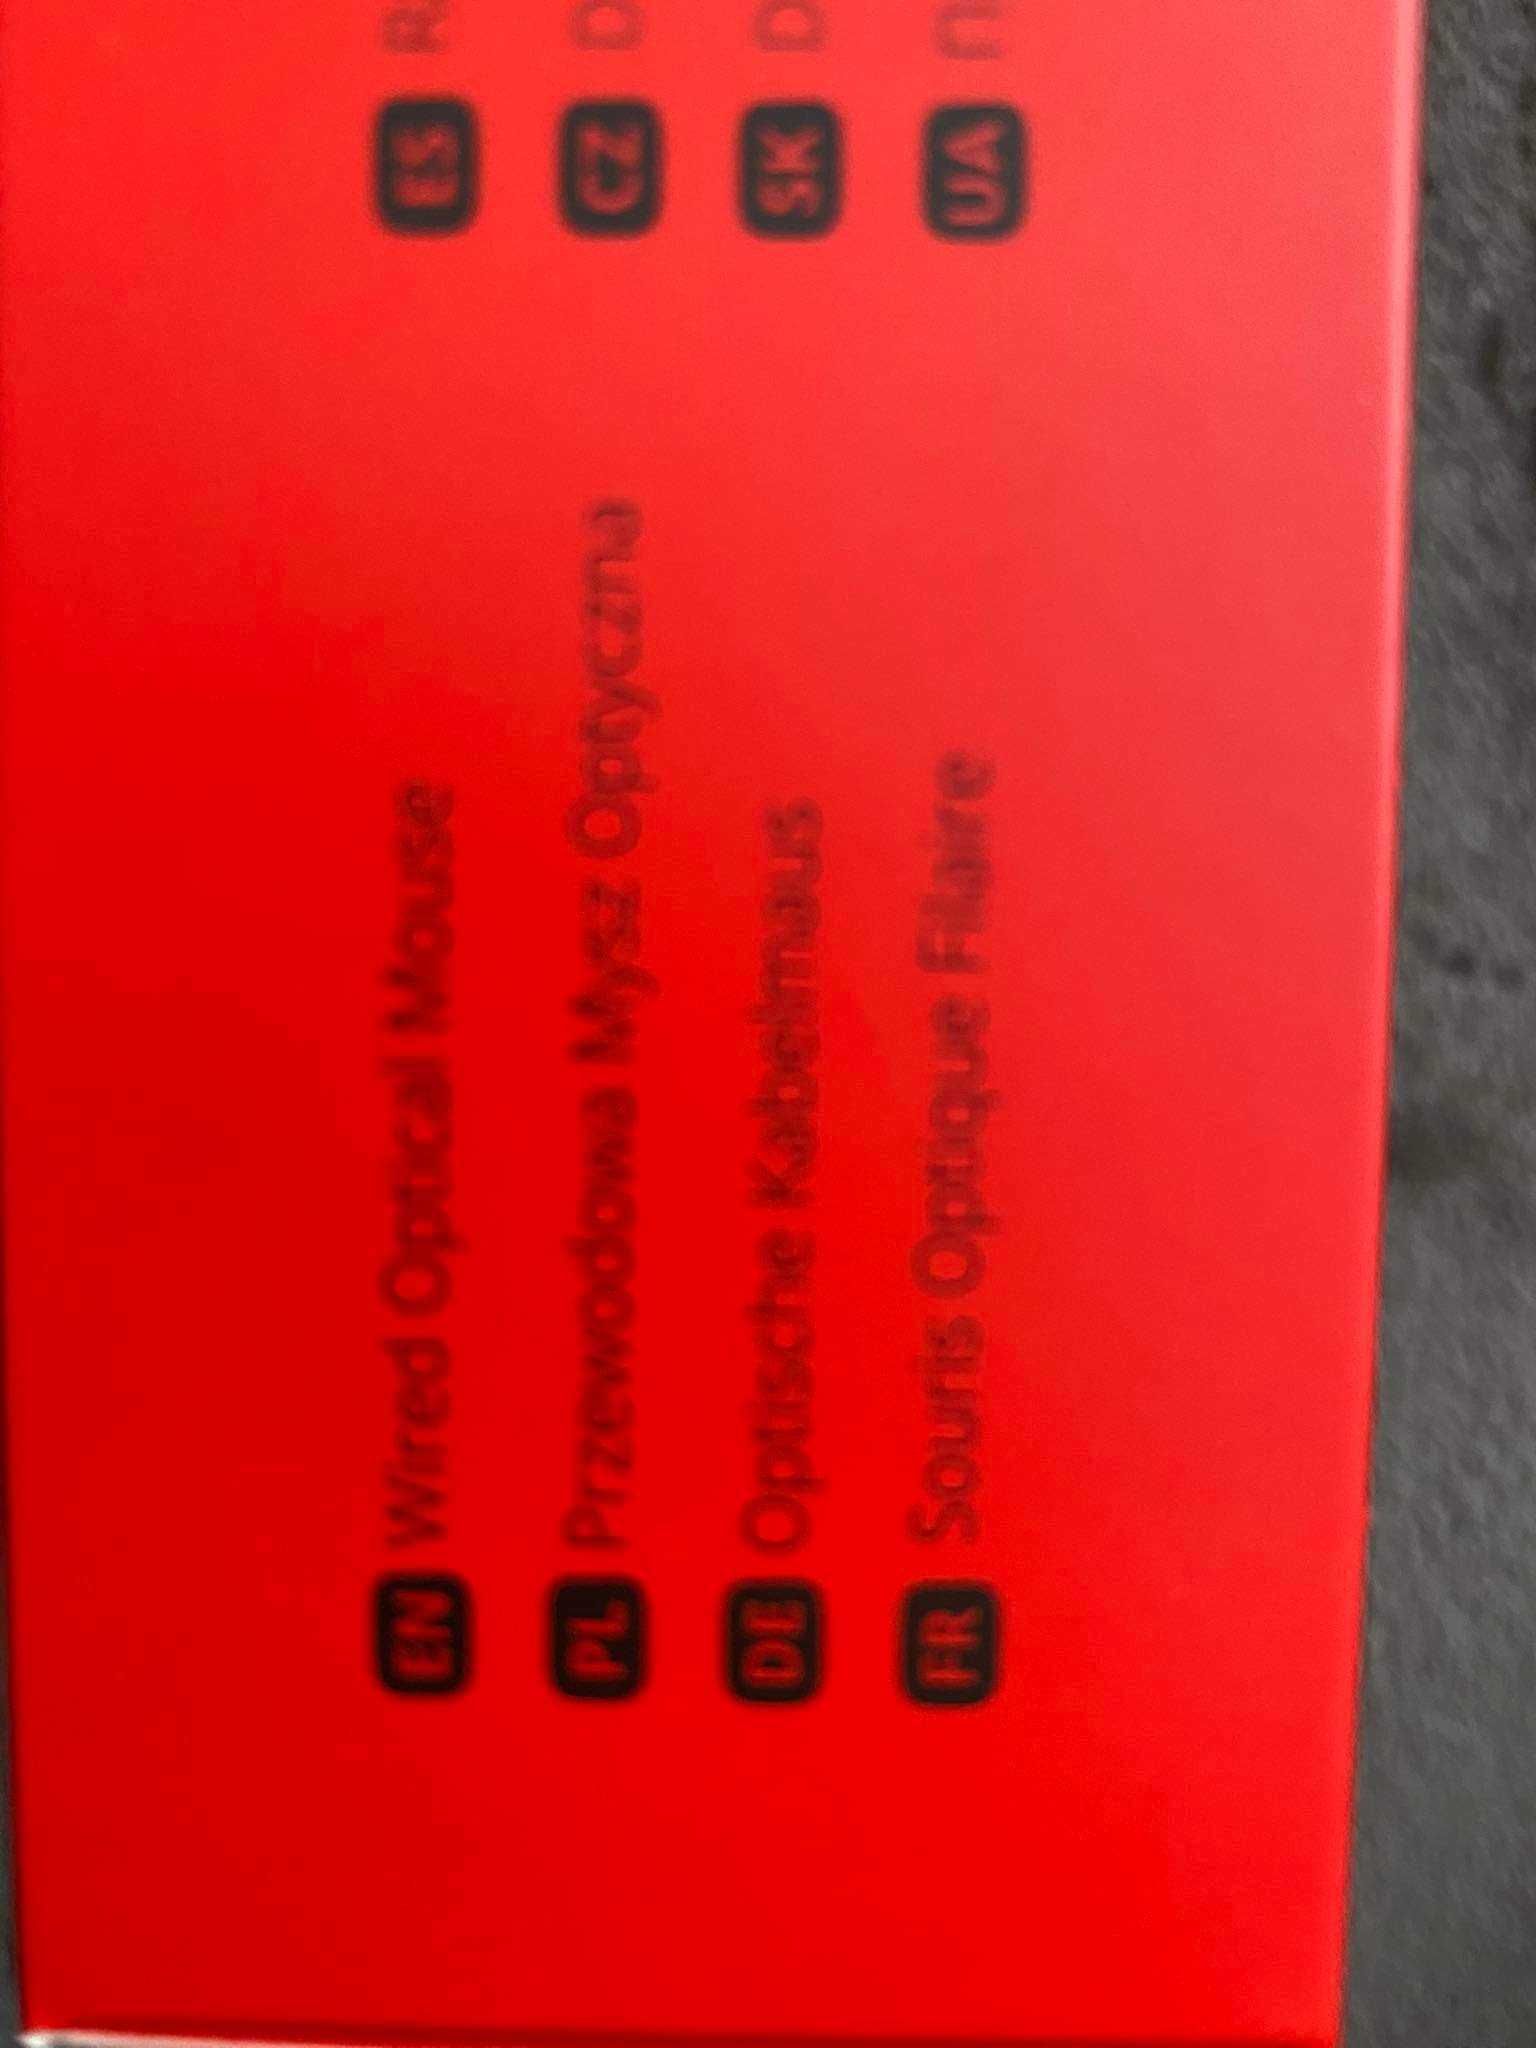 EN Wired Optical Mouse
PL Przewodowa Mysz Optyczna
DE Optische Kabelmaus
FR Souris Optique Filaire
ES
CZ
SK
UA